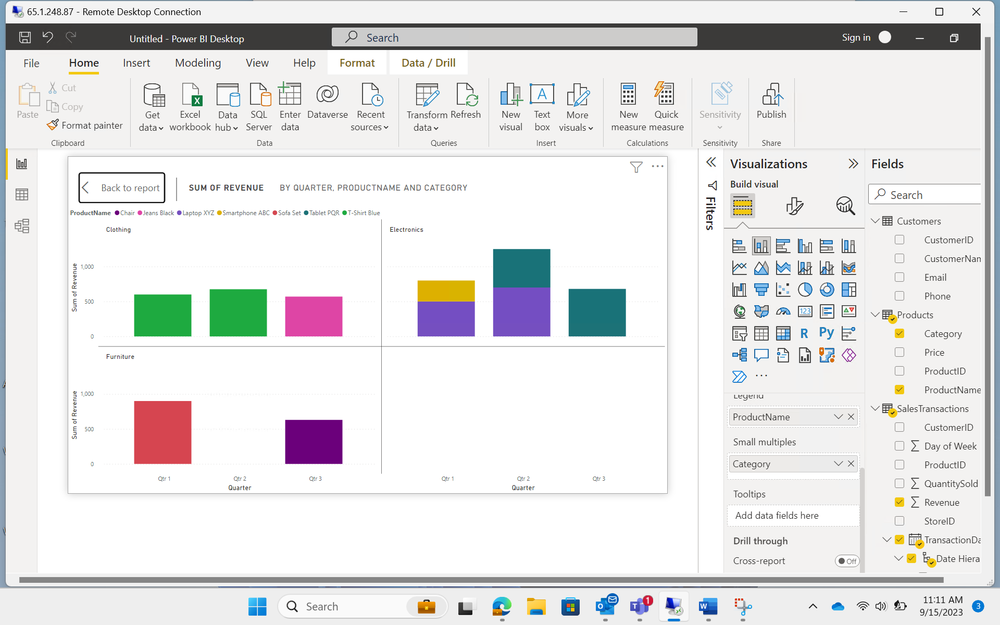 65.1.248.87 - Remote Desktop Connection
Untitled - Power BI Desktop
Search
Sign in
File
Home
Insert
Modeling
View
Help
Format
Data / Drill
Paste
Cut
Copy
Format painter
Clipboard
Get data
Excel workbook
Data hub
SQL Server
Enter data
Dataverse
Recent sources
Data
Transform data
Refresh
Queries
New visual
Text box
More visuals
Insert
New measure
Quick measure
Calculations
Sensitivity
Sensitivity
Publish
Share
Back to report
SUM OF REVENUE
BY QUARTER, PRODUCTNAME AND CATEGORY
ProductName Chair Jeans Black Laptop XYZ Smartphone ABC Sofa Set Tablet PQR T-Shirt Blue
Clothing
Electronics
Sum of Revenue
1,000
500
0
Furniture
Sum of Revenue
1,000
500
0
Qtr 1 Qtr 2 Qtr 3
Quarter
Qtr 1 Qtr 2 Qtr 3
Quarter
Filters
Visualizations
Build visual
123
R
Py
Legend
ProductName
Small multiples
Category
Tooltips
Add data fields here
Drill through
Cross-report
Off
Fields
Search
Customers
CustomerID
CustomerNam
Email
Phone
Products
Category
Price
ProductID
ProductName
SalesTransactions
CustomerID
Day of Week
ProductID
QuantitySold
Revenue
StoreID
TransactionDa
Date Hiera
Search
1
11:11 AM
9/15/2023
3